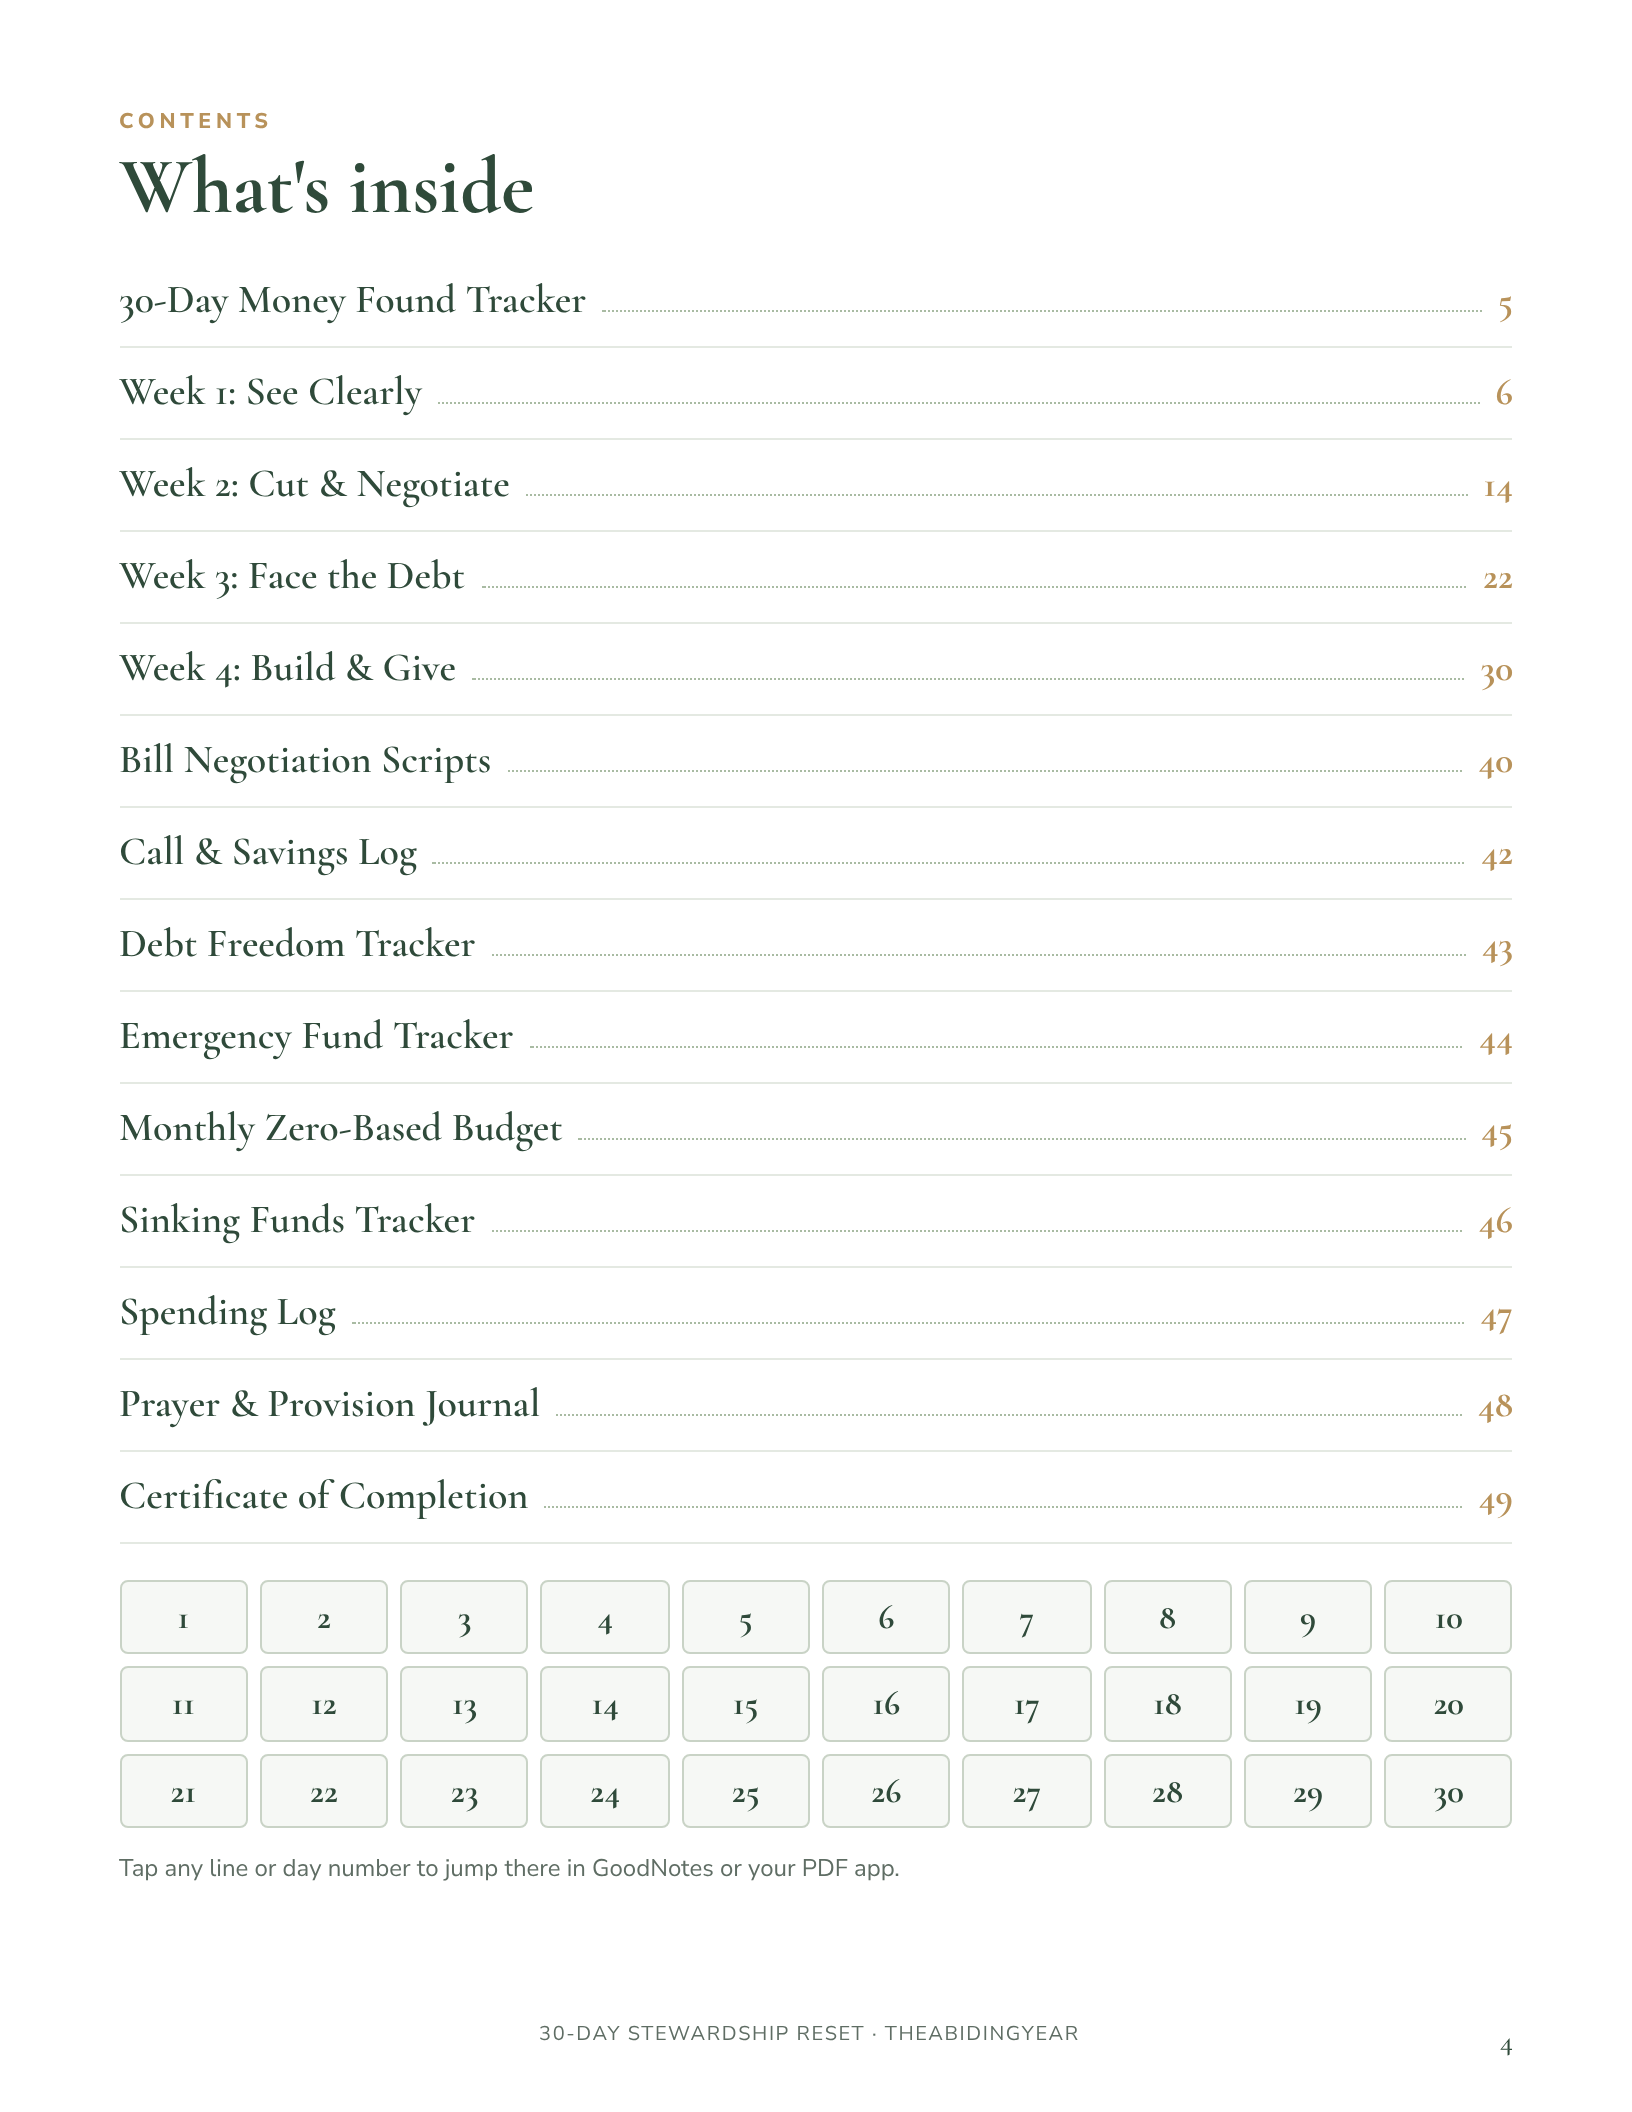 CONTENTS
What's inside
30-Day Money Found Tracker 5
Week 1: See Clearly 6
Week 2: Cut & Negotiate 14
Week 3: Face the Debt 22
Week 4: Build & Give 30
Bill Negotiation Scripts 40
Call & Savings Log 42
Debt Freedom Tracker 43
Emergency Fund Tracker 44
Monthly Zero-Based Budget 45
Sinking Funds Tracker 46
Spending Log 47
Prayer & Provision Journal 48
Certificate of Completion 49
1 2 3 4 5 6 7 8 9 10
11 12 13 14 15 16 17 18 19 20
21 22 23 24 25 26 27 28 29 30
Tap any line or day number to jump there in GoodNotes or your PDF app.
30-DAY STEWARDSHIP RESET · THEABIDINGYEAR
4